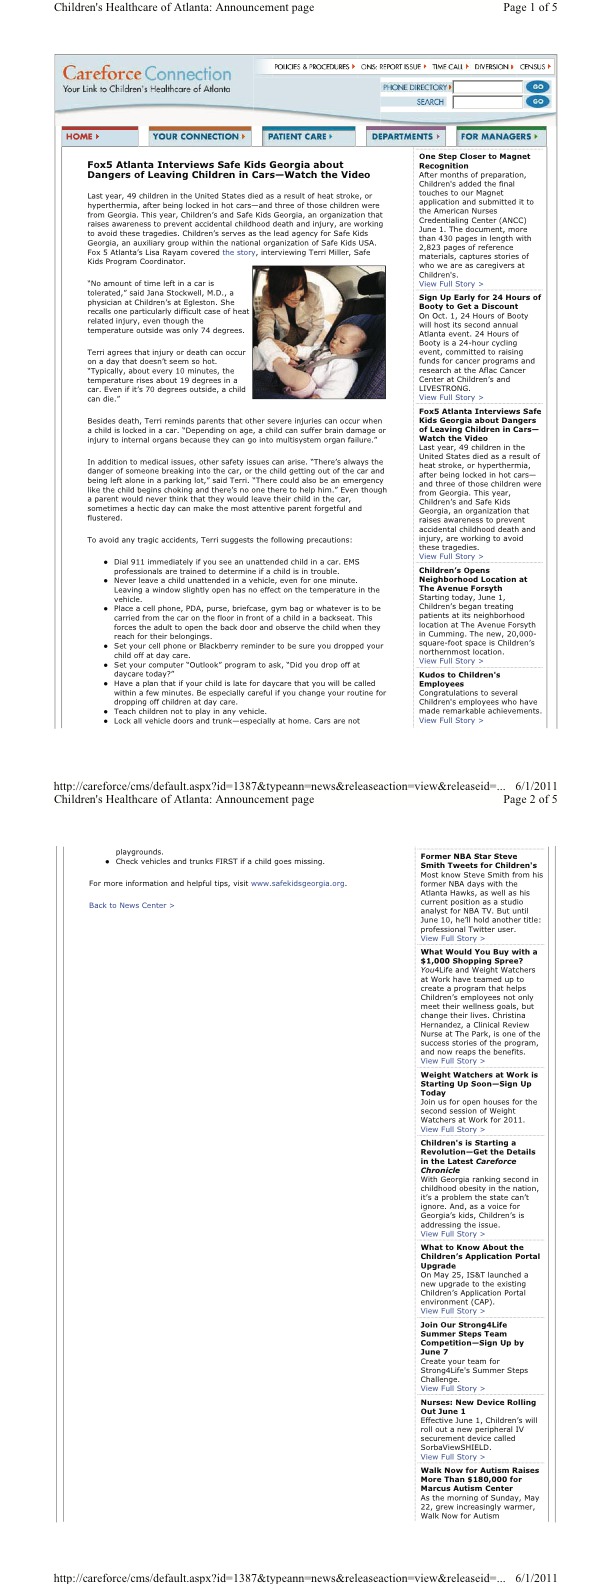 Children's Healthcare of Atlanta: Announcement page    Page 1 of 5
Careforce Connection
Your Link to Children's Healthcare of Atlanta
POLICIES & PROCEDURES    ONS: REPORT ISSUE    TIME CALL    DIVERSION    CENSUS
PHONE DIRECTORY    GO
SEARCH    GO
HOME    YOUR CONNECTION    PATIENT CARE    DEPARTMENTS    FOR MANAGERS
Fox5 Atlanta Interviews Safe Kids Georgia about
Dangers of Leaving Children in Cars—Watch the Video
Last year, 49 children in the United States died as a result of heat stroke, or
hyperthermia, after being locked in hot cars—and three of those children were
from Georgia. This year, Children's and Safe Kids Georgia, an organization that
raises awareness to prevent accidental childhood death and injury, are working
to avoid these tragedies. Children's serves as the lead agency for Safe Kids
Georgia, an auxiliary group within the national organization of Safe Kids USA.
Fox 5 Atlanta's Lisa Rayam covered the story, interviewing Terri Miller, Safe
Kids Program Coordinator.
"No amount of time left in a car is
tolerated," said Jana Stockwell, M.D., a
physician at Children's at Egleston. She
recalls one particularly difficult case of heat
related injury, even though the
temperature outside was only 74 degrees.
Terri agrees that injury or death can occur
on a day that doesn't seem so hot.
"Typically, about every 10 minutes, the
temperature rises about 19 degrees in a
car. Even if it's 70 degrees outside, a child
can die."
Besides death, Terri reminds parents that other severe injuries can occur when
a child is locked in a car. "Depending on age, a child can suffer brain damage or
injury to internal organs because they can go into multisystem organ failure."
In addition to medical issues, other safety issues can arise. "There's always the
danger of someone breaking into the car, or the child getting out of the car and
being left alone in a parking lot," said Terri. "There could also be an emergency
like the child begins choking and there's no one there to help him." Even though
a parent would never think that they would leave their child in the car,
sometimes a hectic day can make the most attentive parent forgetful and
flustered.
To avoid any tragic accidents, Terri suggests the following precautions:
● Dial 911 immediately if you see an unattended child in a car. EMS
professionals are trained to determine if a child is in trouble.
● Never leave a child unattended in a vehicle, even for one minute.
Leaving a window slightly open has no effect on the temperature in the
vehicle.
● Place a cell phone, PDA, purse, briefcase, gym bag or whatever is to be
carried from the car on the floor in front of a child in a backseat. This
forces the adult to open the back door and observe the child when they
reach for their belongings.
● Set your cell phone or Blackberry reminder to be sure you dropped your
child off at day care.
● Set your computer "Outlook" program to ask, "Did you drop off at
daycare today?"
● Have a plan that if your child is late for daycare that you will be called
within a few minutes. Be especially careful if you change your routine for
dropping off children at day care.
● Teach children not to play in any vehicle.
● Lock all vehicle doors and trunk—especially at home. Cars are not
One Step Closer to Magnet
Recognition
After months of preparation,
Children's added the final
touches to our Magnet
application and submitted it to
the American Nurses
Credentialing Center (ANCC)
June 1. The document, more
than 430 pages in length with
2,823 pages of reference
materials, captures stories of
who we are as caregivers at
Children's.
View Full Story >
Sign Up Early for 24 Hours of
Booty to Get a Discount
On Oct. 1, 24 Hours of Booty
will host its second annual
Atlanta event. 24 Hours of
Booty is a 24-hour cycling
event, committed to raising
funds for cancer programs and
research at the Aflac Cancer
Center at Children's and
LIVESTRONG.
View Full Story >
Fox5 Atlanta Interviews Safe
Kids Georgia about Dangers
of Leaving Children in Cars—
Watch the Video
Last year, 49 children in the
United States died as a result of
heat stroke, or hyperthermia,
after being locked in hot cars—
and three of those children were
from Georgia. This year,
Children's and Safe Kids
Georgia, an organization that
raises awareness to prevent
accidental childhood death and
injury, are working to avoid
these tragedies.
View Full Story >
Children's Opens
Neighborhood Location at
The Avenue Forsyth
Starting today, June 1,
Children's began treating
patients at its neighborhood
location at The Avenue Forsyth
in Cumming. The new, 20,000-
square-foot space is Children's
northernmost location.
View Full Story >
Kudos to Children's
Employees
Congratulations to several
Children's employees who have
made remarkable achievements.
View Full Story >
http://careforce/cms/default.aspx?id=1387&typeann=news&releaseaction=view&releaseid=...    6/1/2011
Children's Healthcare of Atlanta: Announcement page    Page 2 of 5
playgrounds.
● Check vehicles and trunks FIRST if a child goes missing.
For more information and helpful tips, visit www.safekidsgeorgia.org.
Back to News Center >
Former NBA Star Steve
Smith Tweets for Children's
Most know Steve Smith from his
former NBA days with the
Atlanta Hawks, as well as his
current position as a studio
analyst for NBA TV. But until
June 10, he'll hold another title:
professional Twitter user.
View Full Story >
What Would You Buy with a
$1,000 Shopping Spree?
You4Life and Weight Watchers
at Work have teamed up to
create a program that helps
Children's employees not only
meet their wellness goals, but
change their lives. Christina
Hernandez, a Clinical Review
Nurse at The Park, is one of the
success stories of the program,
and now reaps the benefits.
View Full Story >
Weight Watchers at Work is
Starting Up Soon—Sign Up
Today
Join us for open houses for the
second session of Weight
Watchers at Work for 2011.
View Full Story >
Children's is Starting a
Revolution—Get the Details
in the Latest Careforce
Chronicle
With Georgia ranking second in
childhood obesity in the nation,
it's a problem the state can't
ignore. And, as a voice for
Georgia's kids, Children's is
addressing the issue.
View Full Story >
What to Know About the
Children's Application Portal
Upgrade
On May 25, IS&T launched a
new upgrade to the existing
Children's Application Portal
environment (CAP).
View Full Story >
Join Our Strong4Life
Summer Steps Team
Competition—Sign Up by
June 7
Create your team for
Strong4Life's Summer Steps
Challenge.
View Full Story >
Nurses: New Device Rolling
Out June 1
Effective June 1, Children's will
roll out a new peripheral IV
securement device called
SorbaViewSHIELD.
View Full Story >
Walk Now for Autism Raises
More Than $180,000 for
Marcus Autism Center
As the morning of Sunday, May
22, grew increasingly warmer,
Walk Now for Autism
http://careforce/cms/default.aspx?id=1387&typeann=news&releaseaction=view&releaseid=...    6/1/2011